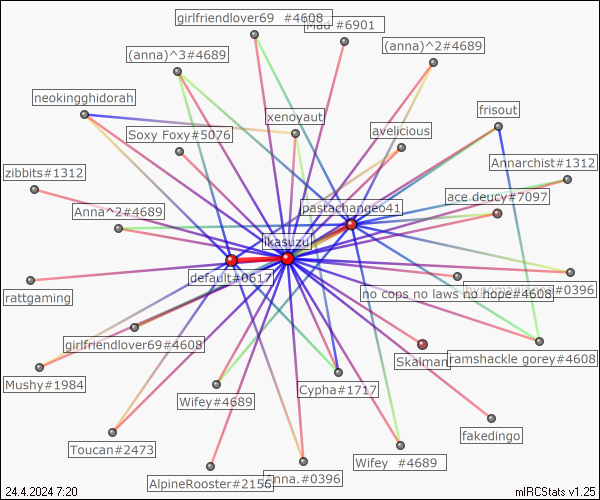 girlfriendlover69 #4608
Mad #6901
(anna)^2#4689
(anna)^3#4689
neokingghidorah
xenoyaut
frisout
Soxy Foxy#5076
avelicious
Annarchist#1312
zibbits#1312
ace deucy#7097
Anna^2#4689
pastachangeo41
ikasuzu
default#0617
rattgaming
no cops no laws no hope#4608
#0396
girlfriendlover69#4608
Skalman
ramshackle gorey#4608
Mushy#1984
Cypha#1717
Wifey#4689
fakedingo
Toucan#2473
Wifey #4689
AlpineRooster#2156
Anna.#0396
24.4.2024 7:20
mIRCStats v1.25